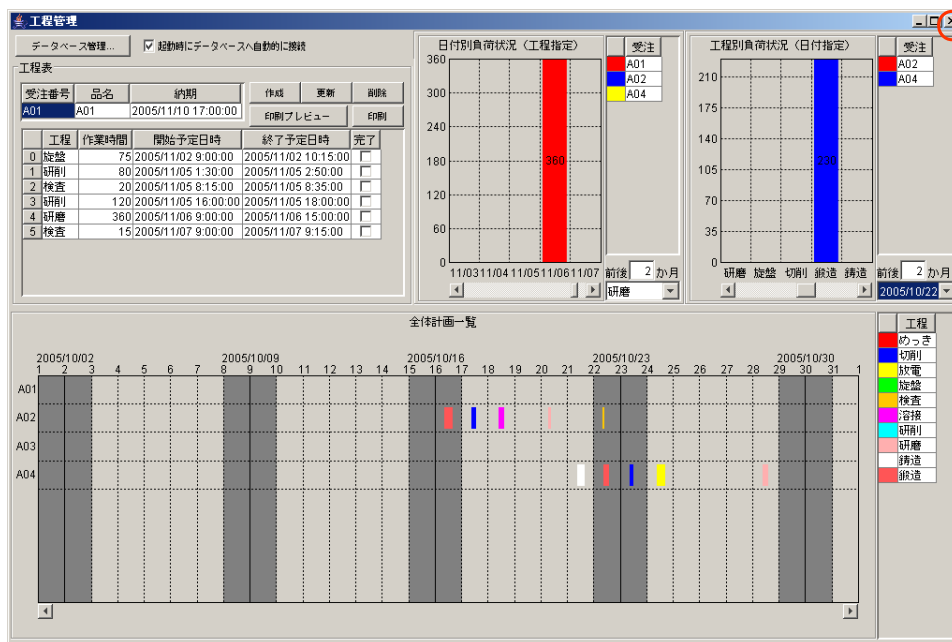 工程管理
データベース管理...
起動時にデータベースへ自動的に接続
工程表
受注番号 品名 納期
A01 A01 2005/11/10 17:00:00
作成 更新 削除
印刷プレビュー 印刷
工程 作業時間 開始予定日時 終了予定日時 完了
0 旋盤 75 2005/11/02 9:00:00 2005/11/02 10:15:00
1 研削 80 2005/11/05 1:30:00 2005/11/05 2:50:00
2 検査 20 2005/11/05 8:15:00 2005/11/05 8:35:00
3 研削 120 2005/11/05 16:00:00 2005/11/05 18:00:00
4 研磨 360 2005/11/06 9:00:00 2005/11/06 15:00:00
5 検査 15 2005/11/07 9:00:00 2005/11/07 9:15:00
日付別負荷状況（工程指定）
360
300
240
180
120
60
0
360
11/03 11/04 11/05 11/06 11/07
受注
A01
A02
A04
前後 2 か月
研磨
工程別負荷状況（日付指定）
210
175
140
105
70
35
0
230
研磨 旋盤 切削 鍛造 鋳造
受注
A02
A04
前後 2 か月
2005/10/22
全体計画一覧
2005/10/02 2005/10/09 2005/10/16 2005/10/23 2005/10/30
1 2 3 4 5 6 7 8 9 10 11 12 13 14 15 16 17 18 19 20 21 22 23 24 25 26 27 28 29 30 31 1
A01
A02
A03
A04
工程
めっき
切削
放電
旋盤
検査
溶接
研削
研磨
鋳造
鍛造